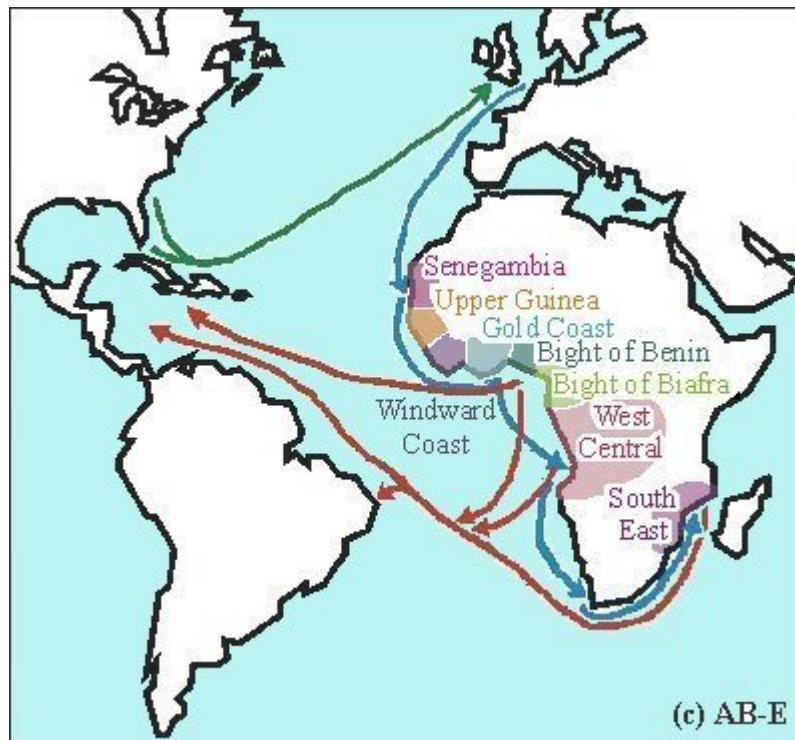 Senegambia
Upper Guinea
Gold Coast
Bight of Benin
Bight of Biafra
Windward
Coast
West
Central
South
East
(c) AB-E